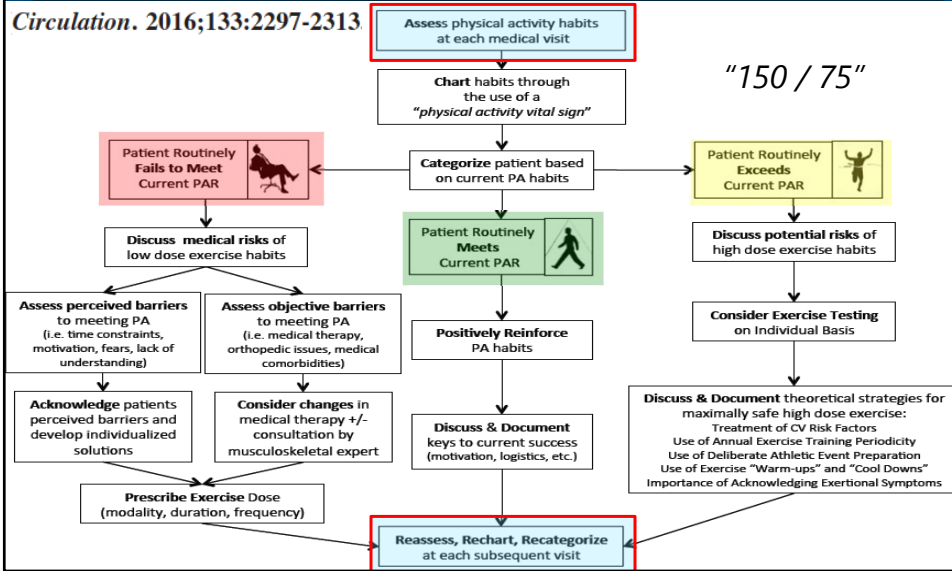 Circulation. 2016;133:2297-2313.
Assess physical activity habits
at each medical visit
"150 / 75"
Chart habits through
the use of a
"physical activity vital sign"
Patient Routinely
Fails to Meet
Current PAR
Categorize patient based
on current PA habits
Patient Routinely
Exceeds
Current PAR
Patient Routinely
Meets
Current PAR
Discuss medical risks of
low dose exercise habits
Discuss potential risks of
high dose exercise habits
Assess perceived barriers
to meeting PA
(i.e. time constraints,
motivation, fears, lack of
understanding)
Assess objective barriers
to meeting PA
(i.e. medical therapy,
orthopedic issues, medical
comorbidities)
Positively Reinforce
PA habits
Consider Exercise Testing
on Individual Basis
Acknowledge patients
perceived barriers and
develop individualized
solutions
Consider changes in
medical therapy +/-
consultation by
musculoskeletal expert
Discuss & Document
keys to current success
(motivation, logistics, etc.)
Discuss & Document theoretical strategies for
maximally safe high dose exercise:
Treatment of CV Risk Factors
Use of Annual Exercise Training Periodicity
Use of Deliberate Athletic Event Preparation
Use of Exercise "Warm-ups" and "Cool Downs"
Importance of Acknowledging Exertional Symptoms
Prescribe Exercise Dose
(modality, duration, frequency)
Reassess, Rechart, Recategorize
at each subsequent visit